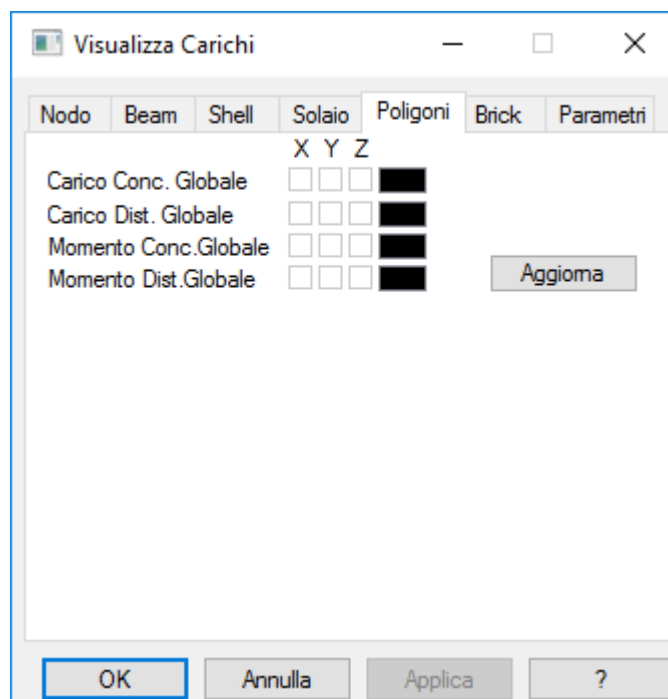 Visualizza Carichi
Nodo Beam Shell Solaio Poligoni Brick Parametri
X Y Z
Carico Conc. Globale
Carico Dist. Globale
Momento Conc.Globale
Momento Dist.Globale
Aggiorna
OK Annulla Applica ?